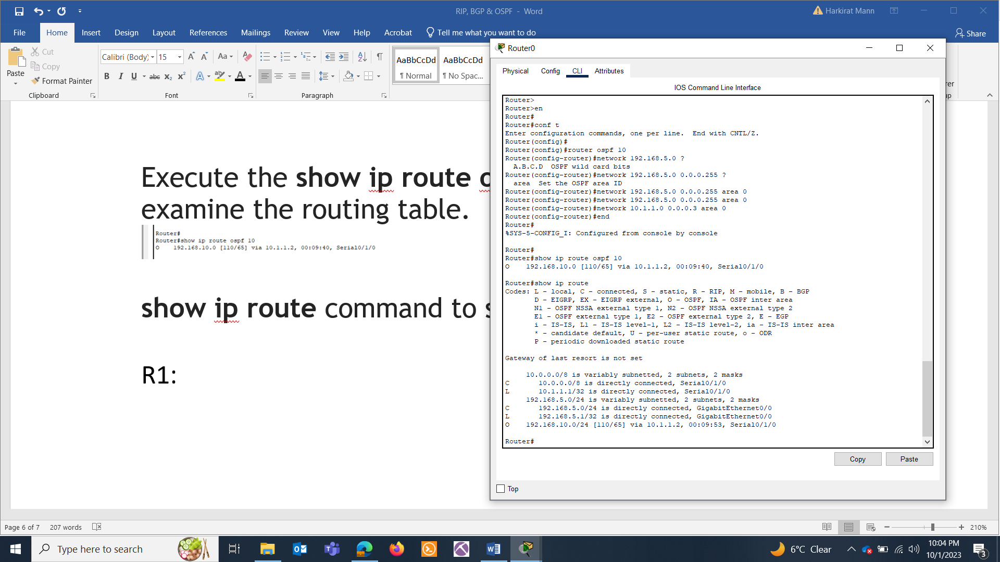 RIP, BGP & OSPF - Word
Harkirat Mann
File Home Insert Design Layout References Mailings Review View Help Acrobat Tell me what you want to do
Share
Paste
Cut
Copy
Format Painter
Clipboard
Calibri (Body) 15 Aa
B I U abc x₂ x² A ab A
Font
Paragraph
AaBbCcDd AaBbCcDd
¶ Normal ¶ No Spac...
Execute the show ip route o
examine the routing table.
Router#
Router#show ip route ospf 10
O 192.168.10.0 [110/65] via 10.1.1.2, 00:09:40, Serial0/1/0
show ip route command to s
R1:
Router0
Physical Config CLI Attributes
IOS Command Line Interface
Router>
Router>en
Router#
Router#conf t
Enter configuration commands, one per line. End with CNTL/Z.
Router(config)#
Router(config)#router ospf 10
Router(config-router)#network 192.168.5.0 ?
A.B.C.D OSPF wild card bits
Router(config-router)#network 192.168.5.0 0.0.0.255 ?
area Set the OSPF area ID
Router(config-router)#network 192.168.5.0 0.0.0.255 area 0
Router(config-router)#network 192.168.5.0 0.0.0.255 area 0
Router(config-router)#network 10.1.1.0 0.0.0.3 area 0
Router(config-router)#end
Router#
%SYS-5-CONFIG_I: Configured from console by console
Router#
Router#show ip route ospf 10
O 192.168.10.0 [110/65] via 10.1.1.2, 00:09:40, Serial0/1/0
Router#show ip route
Codes: L - local, C - connected, S - static, R - RIP, M - mobile, B - BGP
D - EIGRP, EX - EIGRP external, O - OSPF, IA - OSPF inter area
N1 - OSPF NSSA external type 1, N2 - OSPF NSSA external type 2
E1 - OSPF external type 1, E2 - OSPF external type 2, E - EGP
i - IS-IS, L1 - IS-IS level-1, L2 - IS-IS level-2, ia - IS-IS inter area
* - candidate default, U - per-user static route, o - ODR
P - periodic downloaded static route
Gateway of last resort is not set
10.0.0.0/8 is variably subnetted, 2 subnets, 2 masks
C 10.0.0.0/8 is directly connected, Serial0/1/0
L 10.1.1.1/32 is directly connected, Serial0/1/0
192.168.5.0/24 is variably subnetted, 2 subnets, 2 masks
C 192.168.5.0/24 is directly connected, GigabitEthernet0/0
L 192.168.5.1/32 is directly connected, GigabitEthernet0/0
O 192.168.10.0/24 [110/65] via 10.1.1.2, 00:09:53, Serial0/1/0
Router#
Copy Paste
Top
er
up
Page 6 of 7 207 words
210%
Type here to search
6°C Clear
10:04 PM
10/1/2023
3